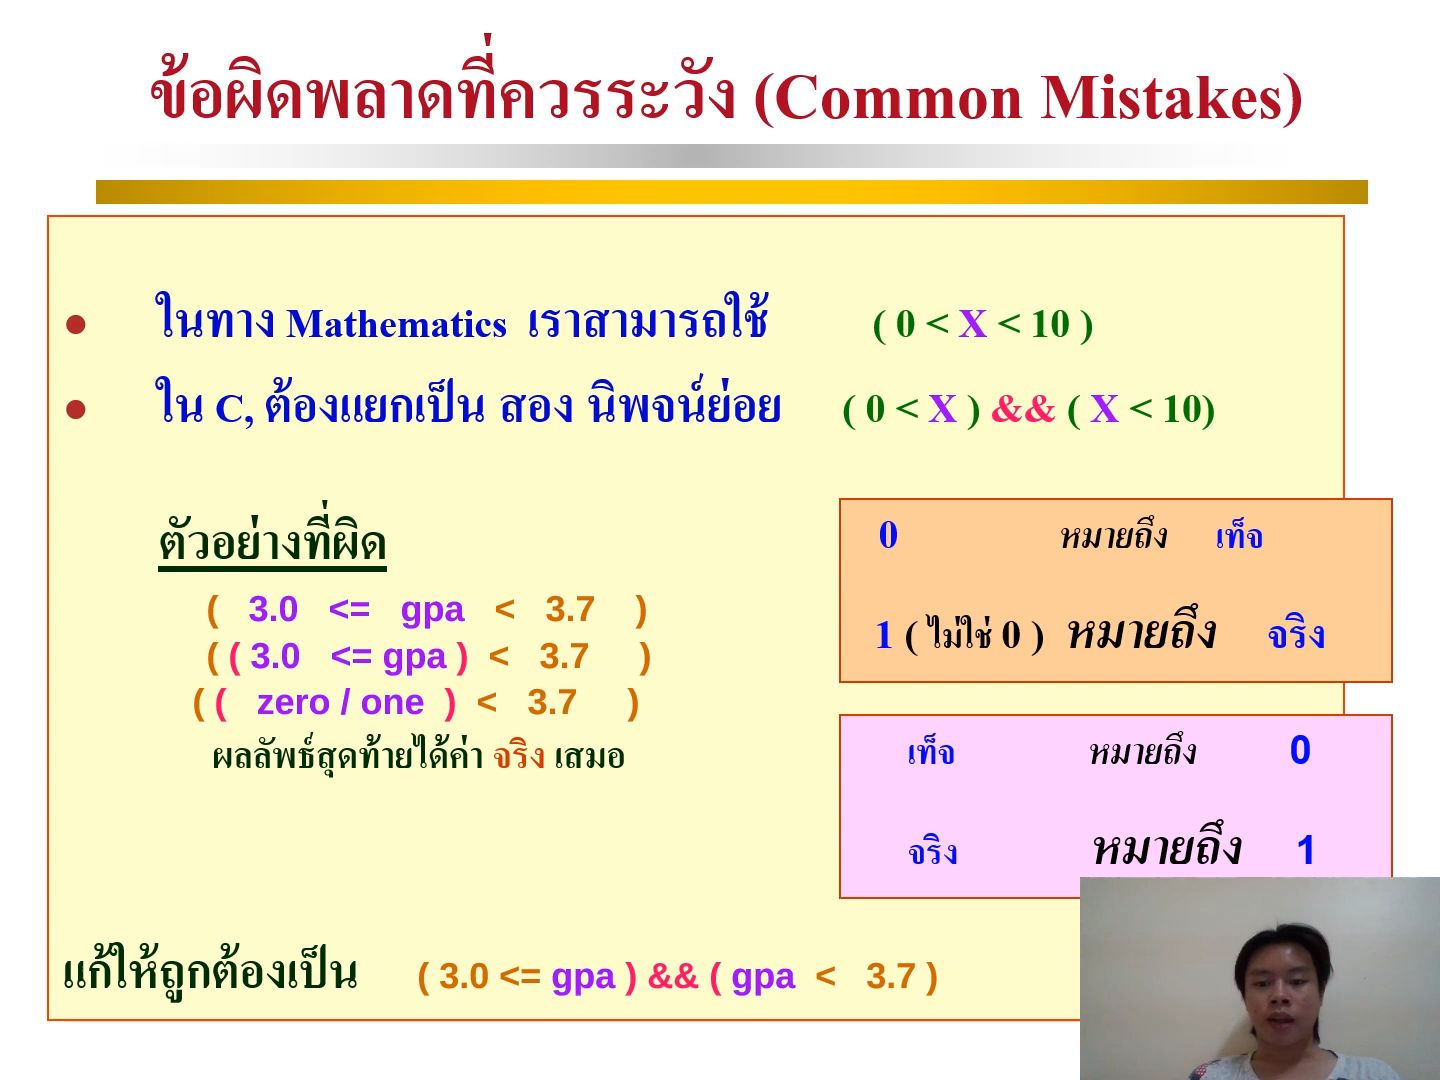 ข้อผิดพลาดที่ควรระวัง (Common Mistakes)
ในทาง Mathematics เราสามารถใช้ ( 0 < X < 10 )
ใน C, ต้องแยกเป็น สอง นิพจน์ย่อย ( 0 < X ) && ( X < 10)
ตัวอย่างที่ผิด
( 3.0 <= gpa < 3.7 )
( ( 3.0 <= gpa ) < 3.7 )
( ( zero / one ) < 3.7 )
ผลลัพธ์สุดท้ายได้ค่า จริง เสมอ
0 หมายถึง เท็จ
1 ( ไม่ใช่ 0 ) หมายถึง จริง
เท็จ หมายถึง 0
จริง หมายถึง 1
แก้ให้ถูกต้องเป็น ( 3.0 <= gpa ) && ( gpa < 3.7 )